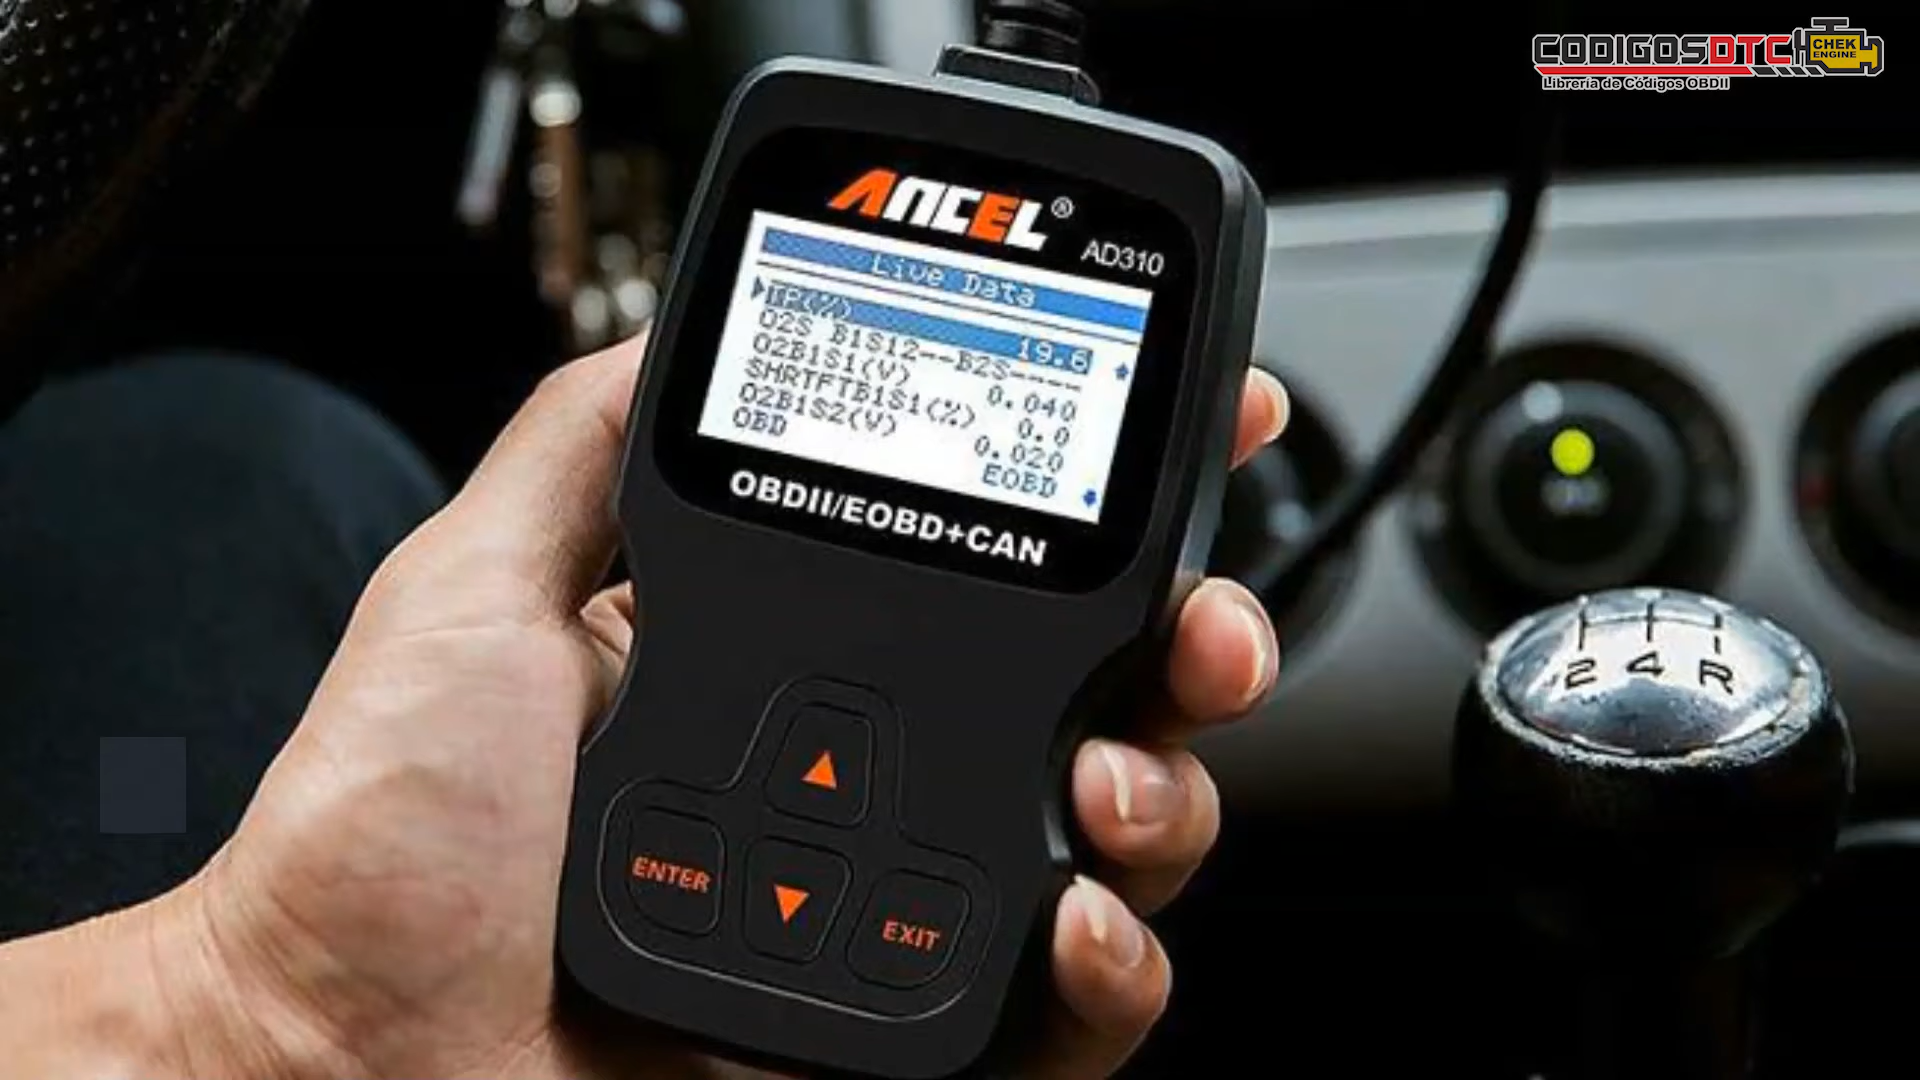 CODIGOSDTC
CHEK
ENGINE
Librería de Códigos OBDII
ANCEL®
AD310
Live Data
TP(%) 19.6
O2S B1S12--B2S----
O2B1S1(V) 0.040
SHRTFTB1S1(%) 0.0
O2B1S2(V) 0.020
OBD EOBD
OBDII/EOBD+CAN
2 4 R
ENTER
EXIT